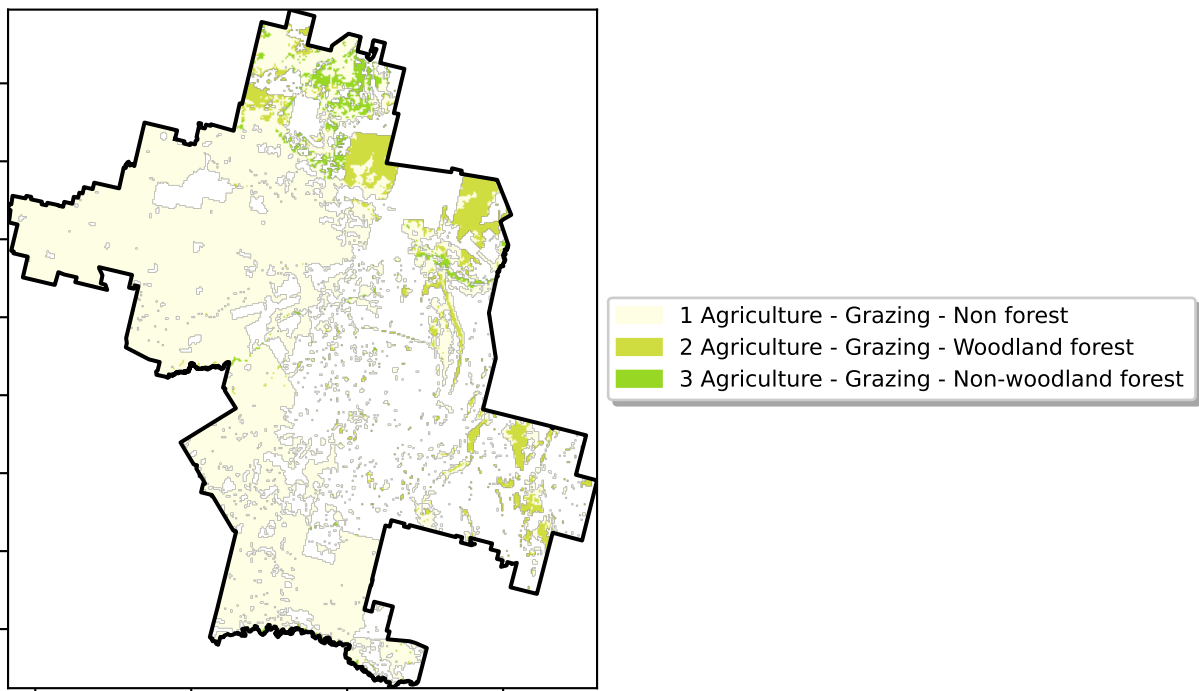 1 Agriculture - Grazing - Non forest
2 Agriculture - Grazing - Woodland forest
3 Agriculture - Grazing - Non-woodland forest